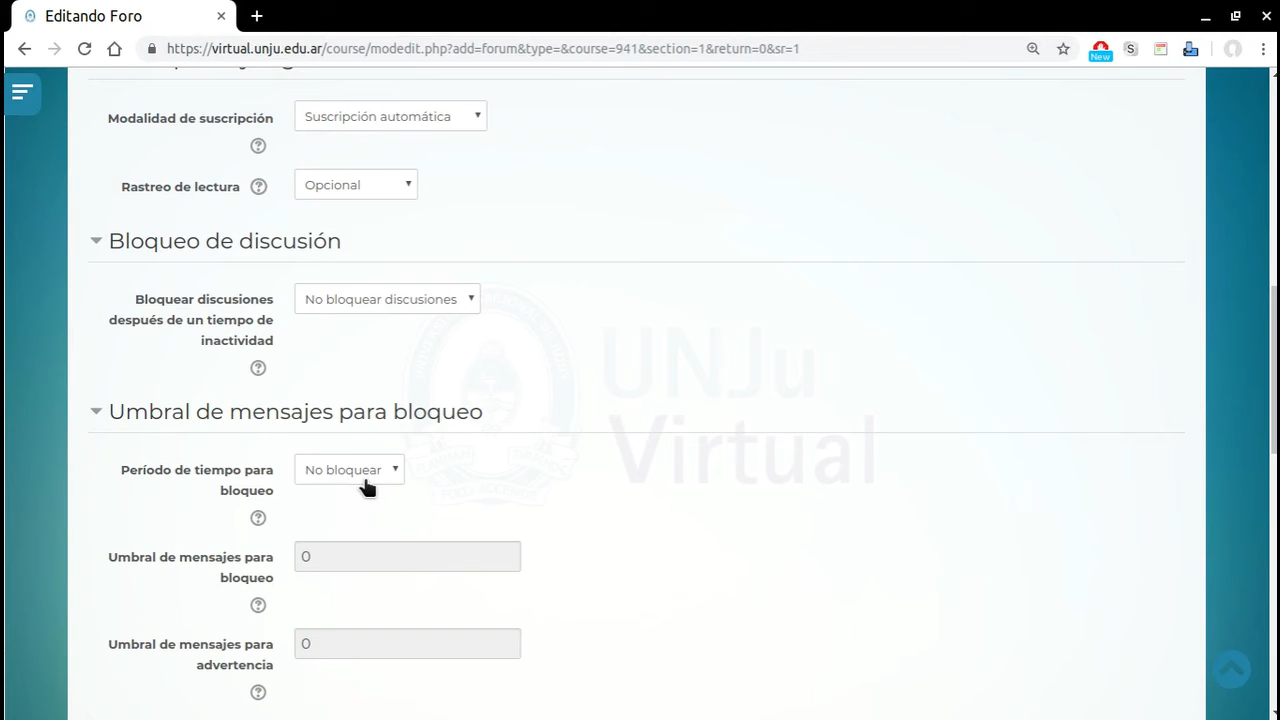 Editando Foro
https://virtual.unju.edu.ar/course/modedit.php?add=forum&type=&course=941&section=1&return=0&sr=1
New
S
Modalidad de suscripción
Suscripción automática
Rastreo de lectura
Opcional
Bloqueo de discusión
Bloquear discusiones
después de un tiempo de
inactividad
No bloquear discusiones
UNJu
Virtual
Umbral de mensajes para bloqueo
Período de tiempo para
bloqueo
No bloquear
Umbral de mensajes para
bloqueo
0
Umbral de mensajes para
advertencia
0